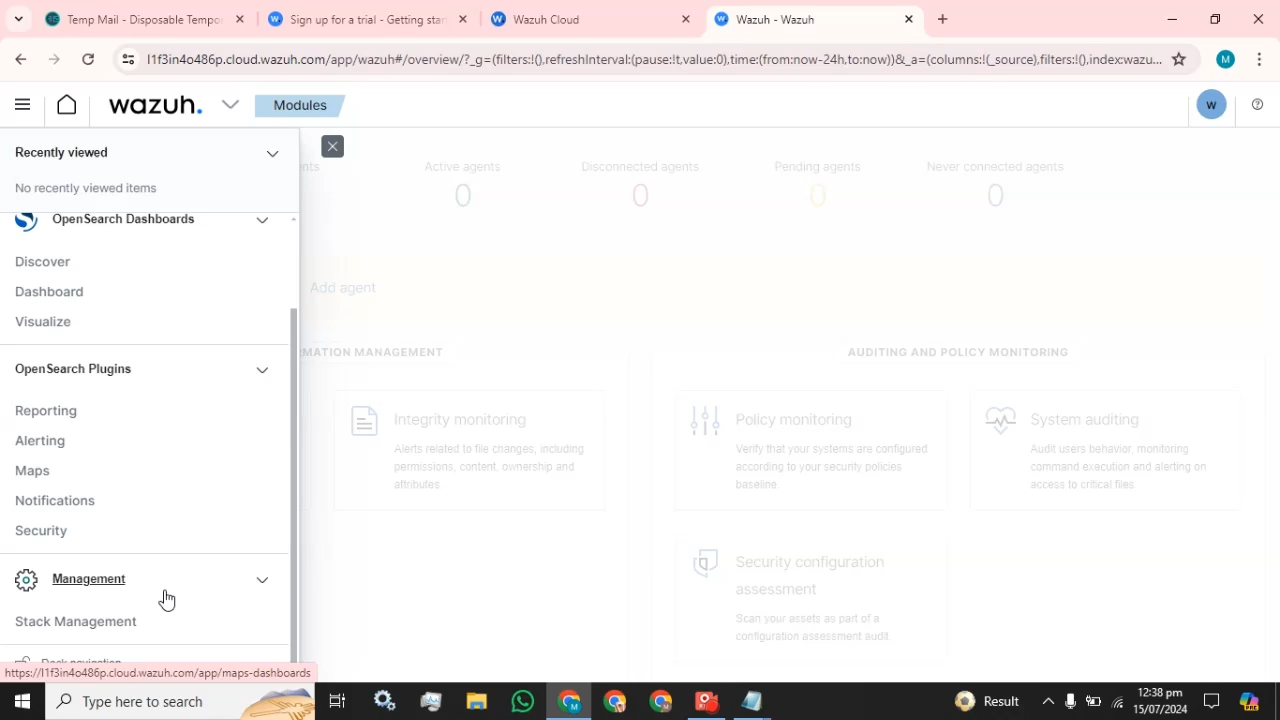 Temp Mail - Disposable Tempo
Sign up for a trial - Getting star
Wazuh Cloud
Wazuh - Wazuh
l1f3in4o486p.cloud.wazuh.com/app/wazuh#/overview/?_g=(filters:!(),refreshInterval:(pause:!t,value:0),time(from:now-24h,to:now))&_a=(columns:!(_source),filters:!(),index:wazu...
M
wazuh.
Modules
w
Recently viewed
No recently viewed items
OpenSearch Dashboards
Discover
Dashboard
Visualize
OpenSearch Plugins
Reporting
Alerting
Maps
Notifications
Security
Management
Stack Management
Dock navigation
https://l1f3in4o486p.cloud.wazuh.com/app/maps-dashboards
Active agents
0
Disconnected agents
0
Pending agents
0
Never connected agents
0
Add agent
RMATION MANAGEMENT
Integrity monitoring
Alerts related to file changes, including
permissions, content, ownership and
attributes.
AUDITING AND POLICY MONITORING
Policy monitoring
Verify that your systems are configured
according to your security policies
baseline.
System auditing
Audit users behavior, monitoring
command execution and alerting on
access to critical files.
Security configuration
assessment
Scan your assets as part of a
configuration assessment audit.
Type here to search
Result
12:38 pm
15/07/2024